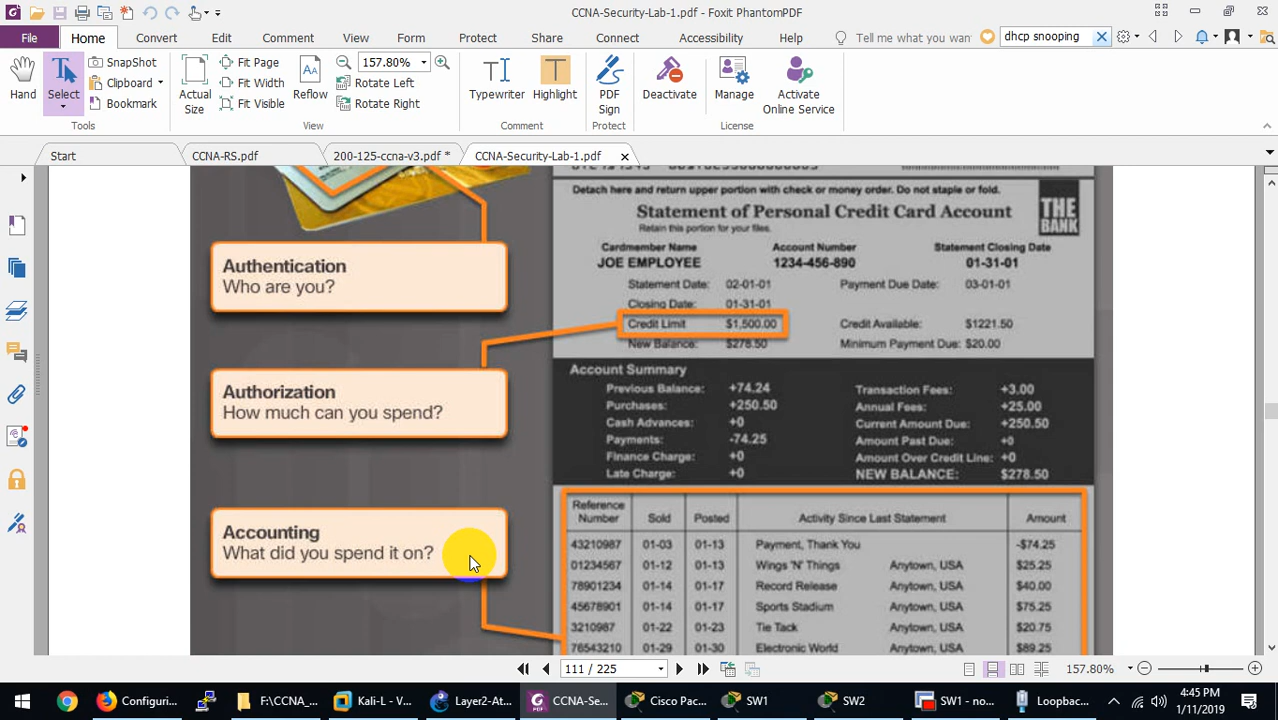 CCNA-Security-Lab-1.pdf - Foxit PhantomPDF
File Home Convert Edit Comment View Form Protect Share Connect Accessibility Help Tell me what you want... dhcp snooping
Hand
Select
SnapShot
Clipboard
Bookmark
Tools
Actual Size
Fit Page
Fit Width
Fit Visible
Reflow
157.80%
Rotate Left
Rotate Right
View
Typewriter
Highlight
Comment
PDF Sign
Protect
Deactivate
Manage
License
Activate Online Service
Start CCNA-RS.pdf 200-125-ccna-v3.pdf * CCNA-Security-Lab-1.pdf
Detach here and return upper portion with check or money order. Do not staple or fold.
Statement of Personal Credit Card Account
Retain this portion for your files.
THE BANK
Cardmember Name Account Number Statement Closing Date
JOE EMPLOYEE 1234-456-890 01-31-01
Statement Date: 02-01-01 Payment Due Date: 03-01-01
Closing Date: 01-31-01
Credit Limit $1,500.00 Credit Available: $1221.50
New Balance: $278.50 Minimum Payment Due: $20.00
Authentication
Who are you?
Authorization
How much can you spend?
Accounting
What did you spend it on?
Account Summary
Previous Balance: +74.24 Transaction Fees: +3.00
Purchases: +250.50 Annual Fees: +25.00
Cash Advances: +0 Current Amount Due: +250.50
Payments: -74.25 Amount Past Due: +0
Finance Charge: +0 Amount Over Credit Line: +0
Late Charge: +0 NEW BALANCE: $278.50
Reference Number Sold Posted Activity Since Last Statement Amount
43210987 01-03 01-13 Payment, Thank You -$74.25
01234567 01-12 01-13 Wings 'N' Things Anytown, USA $25.25
78901234 01-14 01-17 Record Release Anytown, USA $40.00
45678901 01-14 01-17 Sports Stadium Anytown, USA $75.25
3210987 01-22 01-23 Tie Tack Anytown, USA $20.75
76543210 01-29 01-30 Electronic World Anytown, USA $89.25
111 / 225 157.80%
Configuri... F:\CCNA_... Kali-L - V... Layer2-At... CCNA-Se... Cisco Pac... SW1 SW2 SW1 - no... Loopbac...
4:45 PM
1/11/2019